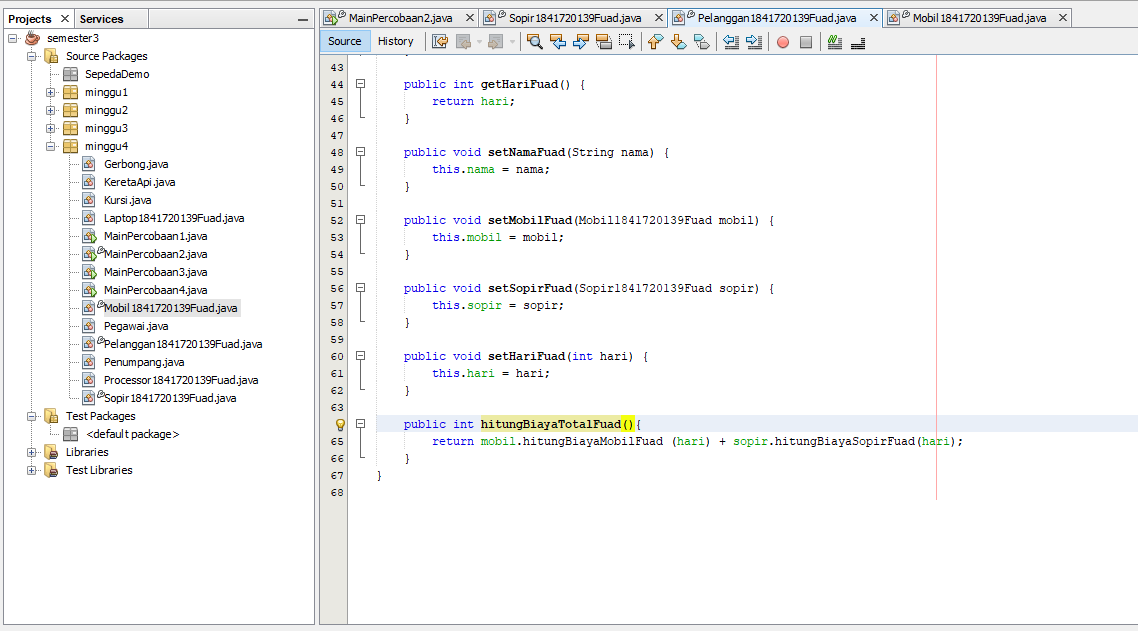 Projects Services
semester3
Source Packages
SepedaDemo
minggu1
minggu2
minggu3
minggu4
Gerbong.java
KeretaApi.java
Kursi.java
Laptop1841720139Fuad.java
MainPercobaan1.java
MainPercobaan2.java
MainPercobaan3.java
MainPercobaan4.java
Mobil1841720139Fuad.java
Pegawai.java
Pelanggan1841720139Fuad.java
Penumpang.java
Processor1841720139Fuad.java
Sopir1841720139Fuad.java
Test Packages
<default package>
Libraries
Test Libraries
MainPercobaan2.java Sopir1841720139Fuad.java Pelanggan1841720139Fuad.java Mobil1841720139Fuad.java
Source History
43
44 public int getHariFuad() {
45 return hari;
46 }
47
48 public void setNamaFuad(String nama) {
49 this.nama = nama;
50 }
51
52 public void setMobilFuad(Mobil1841720139Fuad mobil) {
53 this.mobil = mobil;
54 }
55
56 public void setSopirFuad(Sopir1841720139Fuad sopir) {
57 this.sopir = sopir;
58 }
59
60 public void setHariFuad(int hari) {
61 this.hari = hari;
62 }
63
public int hitungBiayaTotalFuad(){
65 return mobil.hitungBiayaMobilFuad (hari) + sopir.hitungBiayaSopirFuad(hari);
66 }
67 }
68